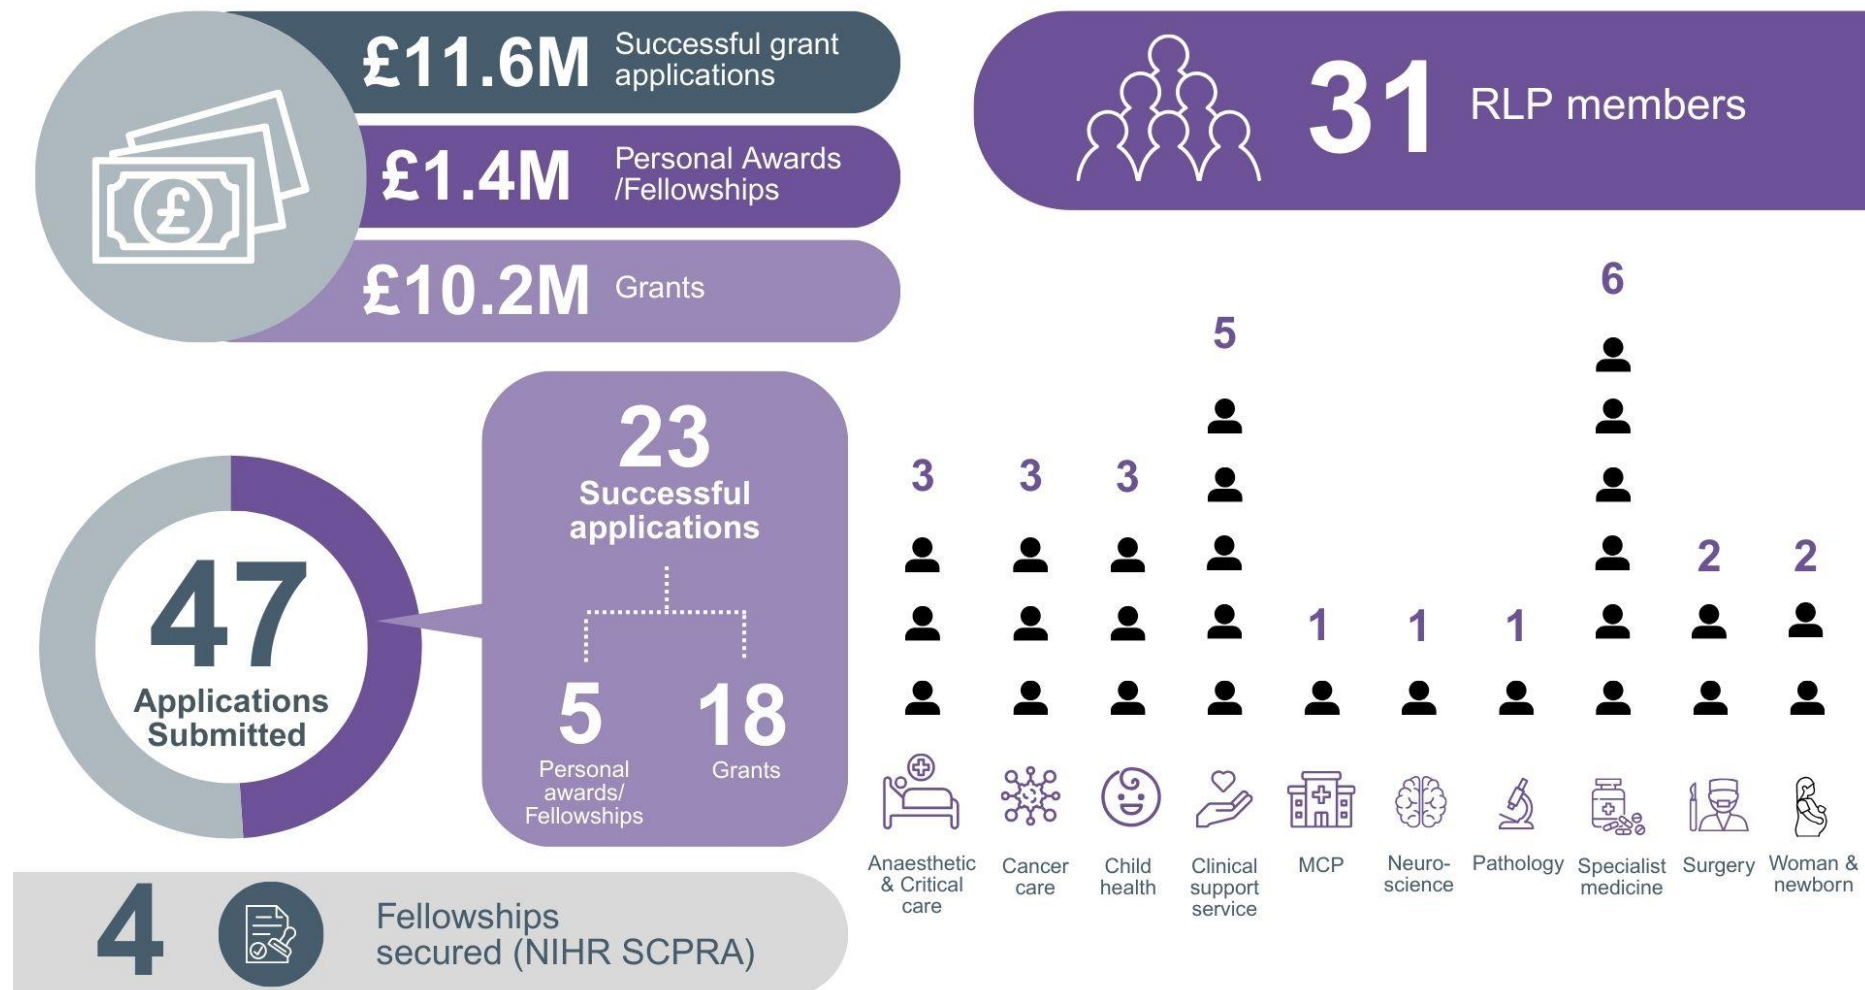 £11.6M
Successful grant
applications
£1.4M
Personal Awards
/Fellowships
£10.2M
Grants
£
31
RLP members
47
Applications
Submitted
23
Successful
applications
5
Personal
awards/
Fellowships
18
Grants
4
Fellowships
secured (NIHR SCPRA)
3
3
3
5
1
1
1
6
2
2
Anaesthetic
& Critical
care
Cancer
care
Child
health
Clinical
support
service
MCP
Neuro-
science
Pathology
Specialist
medicine
Surgery
Woman &
newborn